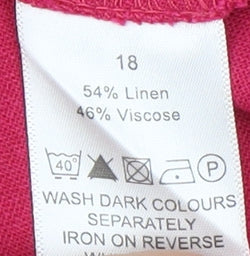 18
54% Linen
46% Viscose
40° P
WASH DARK COLOURS
SEPARATELY
IRON ON REVERSE